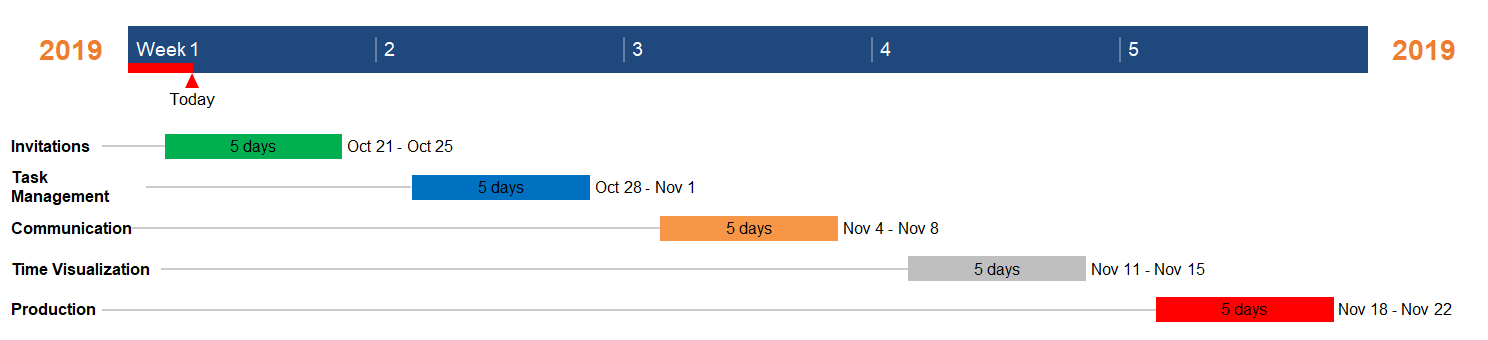 2019 Week 1 2 3 4 5 2019
Today
Invitations 5 days Oct 21 - Oct 25
Task
Management 5 days Oct 28 - Nov 1
Communication 5 days Nov 4 - Nov 8
Time Visualization 5 days Nov 11 - Nov 15
Production 5 days Nov 18 - Nov 22